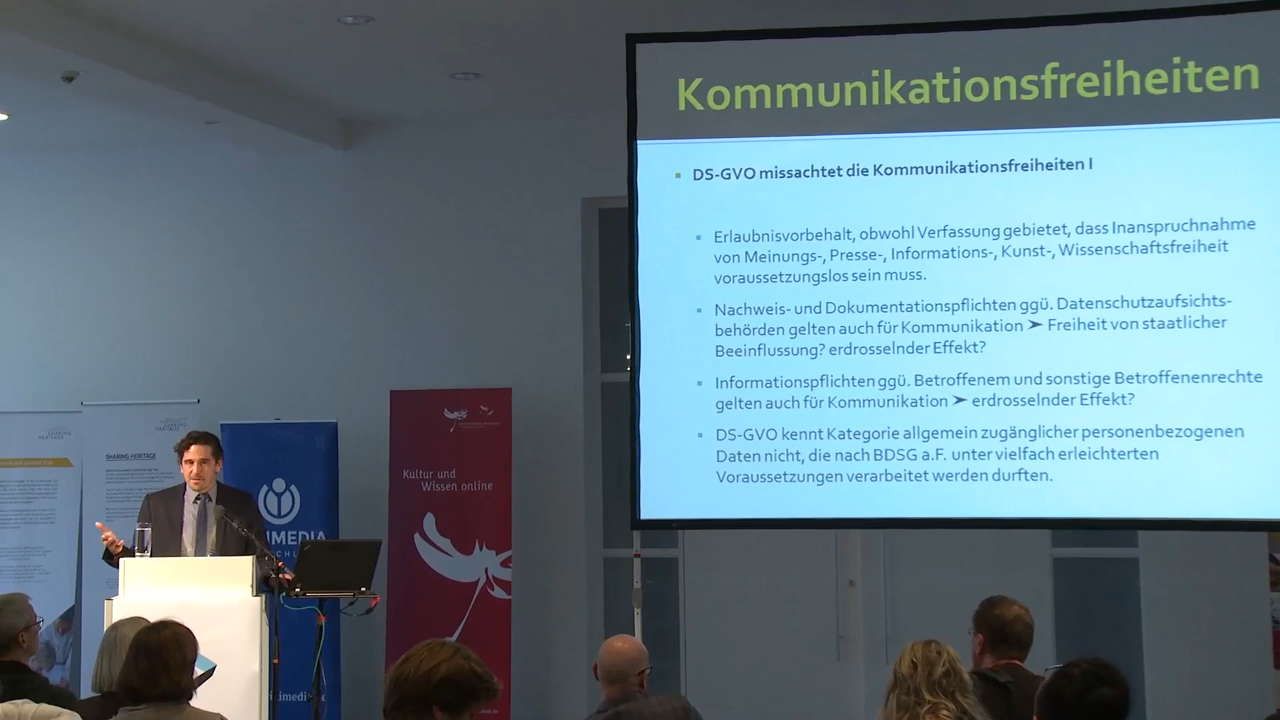 Kommunikationsfreiheiten
DS-GVO missachtet die Kommunikationsfreiheiten I
Erlaubnisvorbehalt, obwohl Verfassung gebietet, dass Inanspruchnahme
von Meinungs-, Presse-, Informations-, Kunst-, Wissenschaftsfreiheit
voraussetzungslos sein muss.
Nachweis- und Dokumentationspflichten ggü. Datenschutzaufsichts-
behörden gelten auch für Kommunikation ➤ Freiheit von staatlicher
Beeinflussung? erdrosselnder Effekt?
Informationspflichten ggü. Betroffenem und sonstige Betroffenenrechte
gelten auch für Kommunikation ➤ erdrosselnder Effekt?
DS-GVO kennt Kategorie allgemein zugänglicher personenbezogenen
Daten nicht, die nach BDSG a.F. unter vielfach erleichterten
Voraussetzungen verarbeitet werden durften.
SHARING HERITAGE
Kultur und
Wissen online